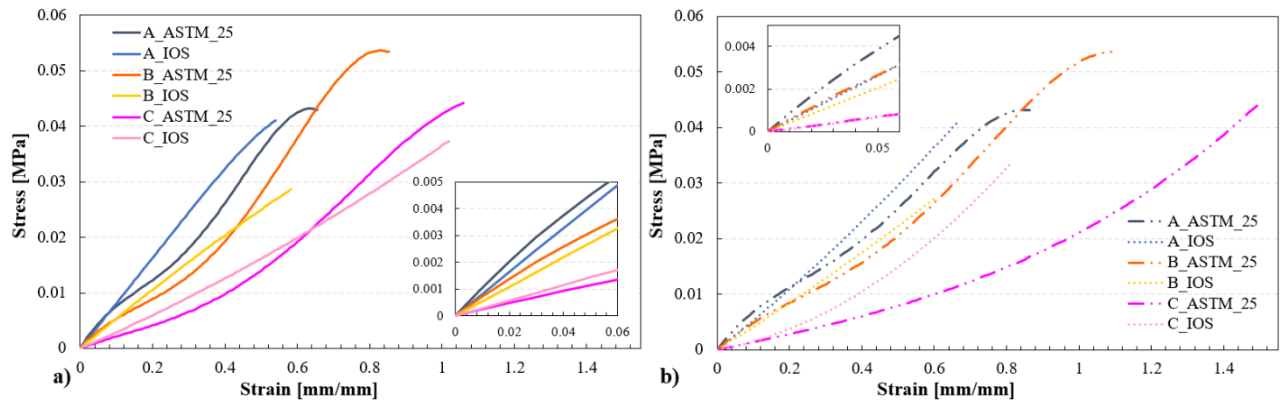 0.06
0.05
0.04
0.03
0.02
0.01
0
Stress [MPa]
A_ASTM_25
A_IOS
B_ASTM_25
B_IOS
C_ASTM_25
C_IOS
0.005
0.004
0.003
0.002
0.001
0.000
0 0.02 0.04 0.06
0 0.2 0.4 0.6 0.8 1 1.2 1.4
a) Strain [mm/mm]
0.06
0.05
0.04
0.03
0.02
0.01
0
Stress [MPa]
0.004
0.002
0
0 0.05
A_ASTM_25
A_IOS
B_ASTM_25
B_IOS
C_ASTM_25
C_IOS
0 0.2 0.4 0.6 0.8 1 1.2 1.4
b) Strain [mm/mm]